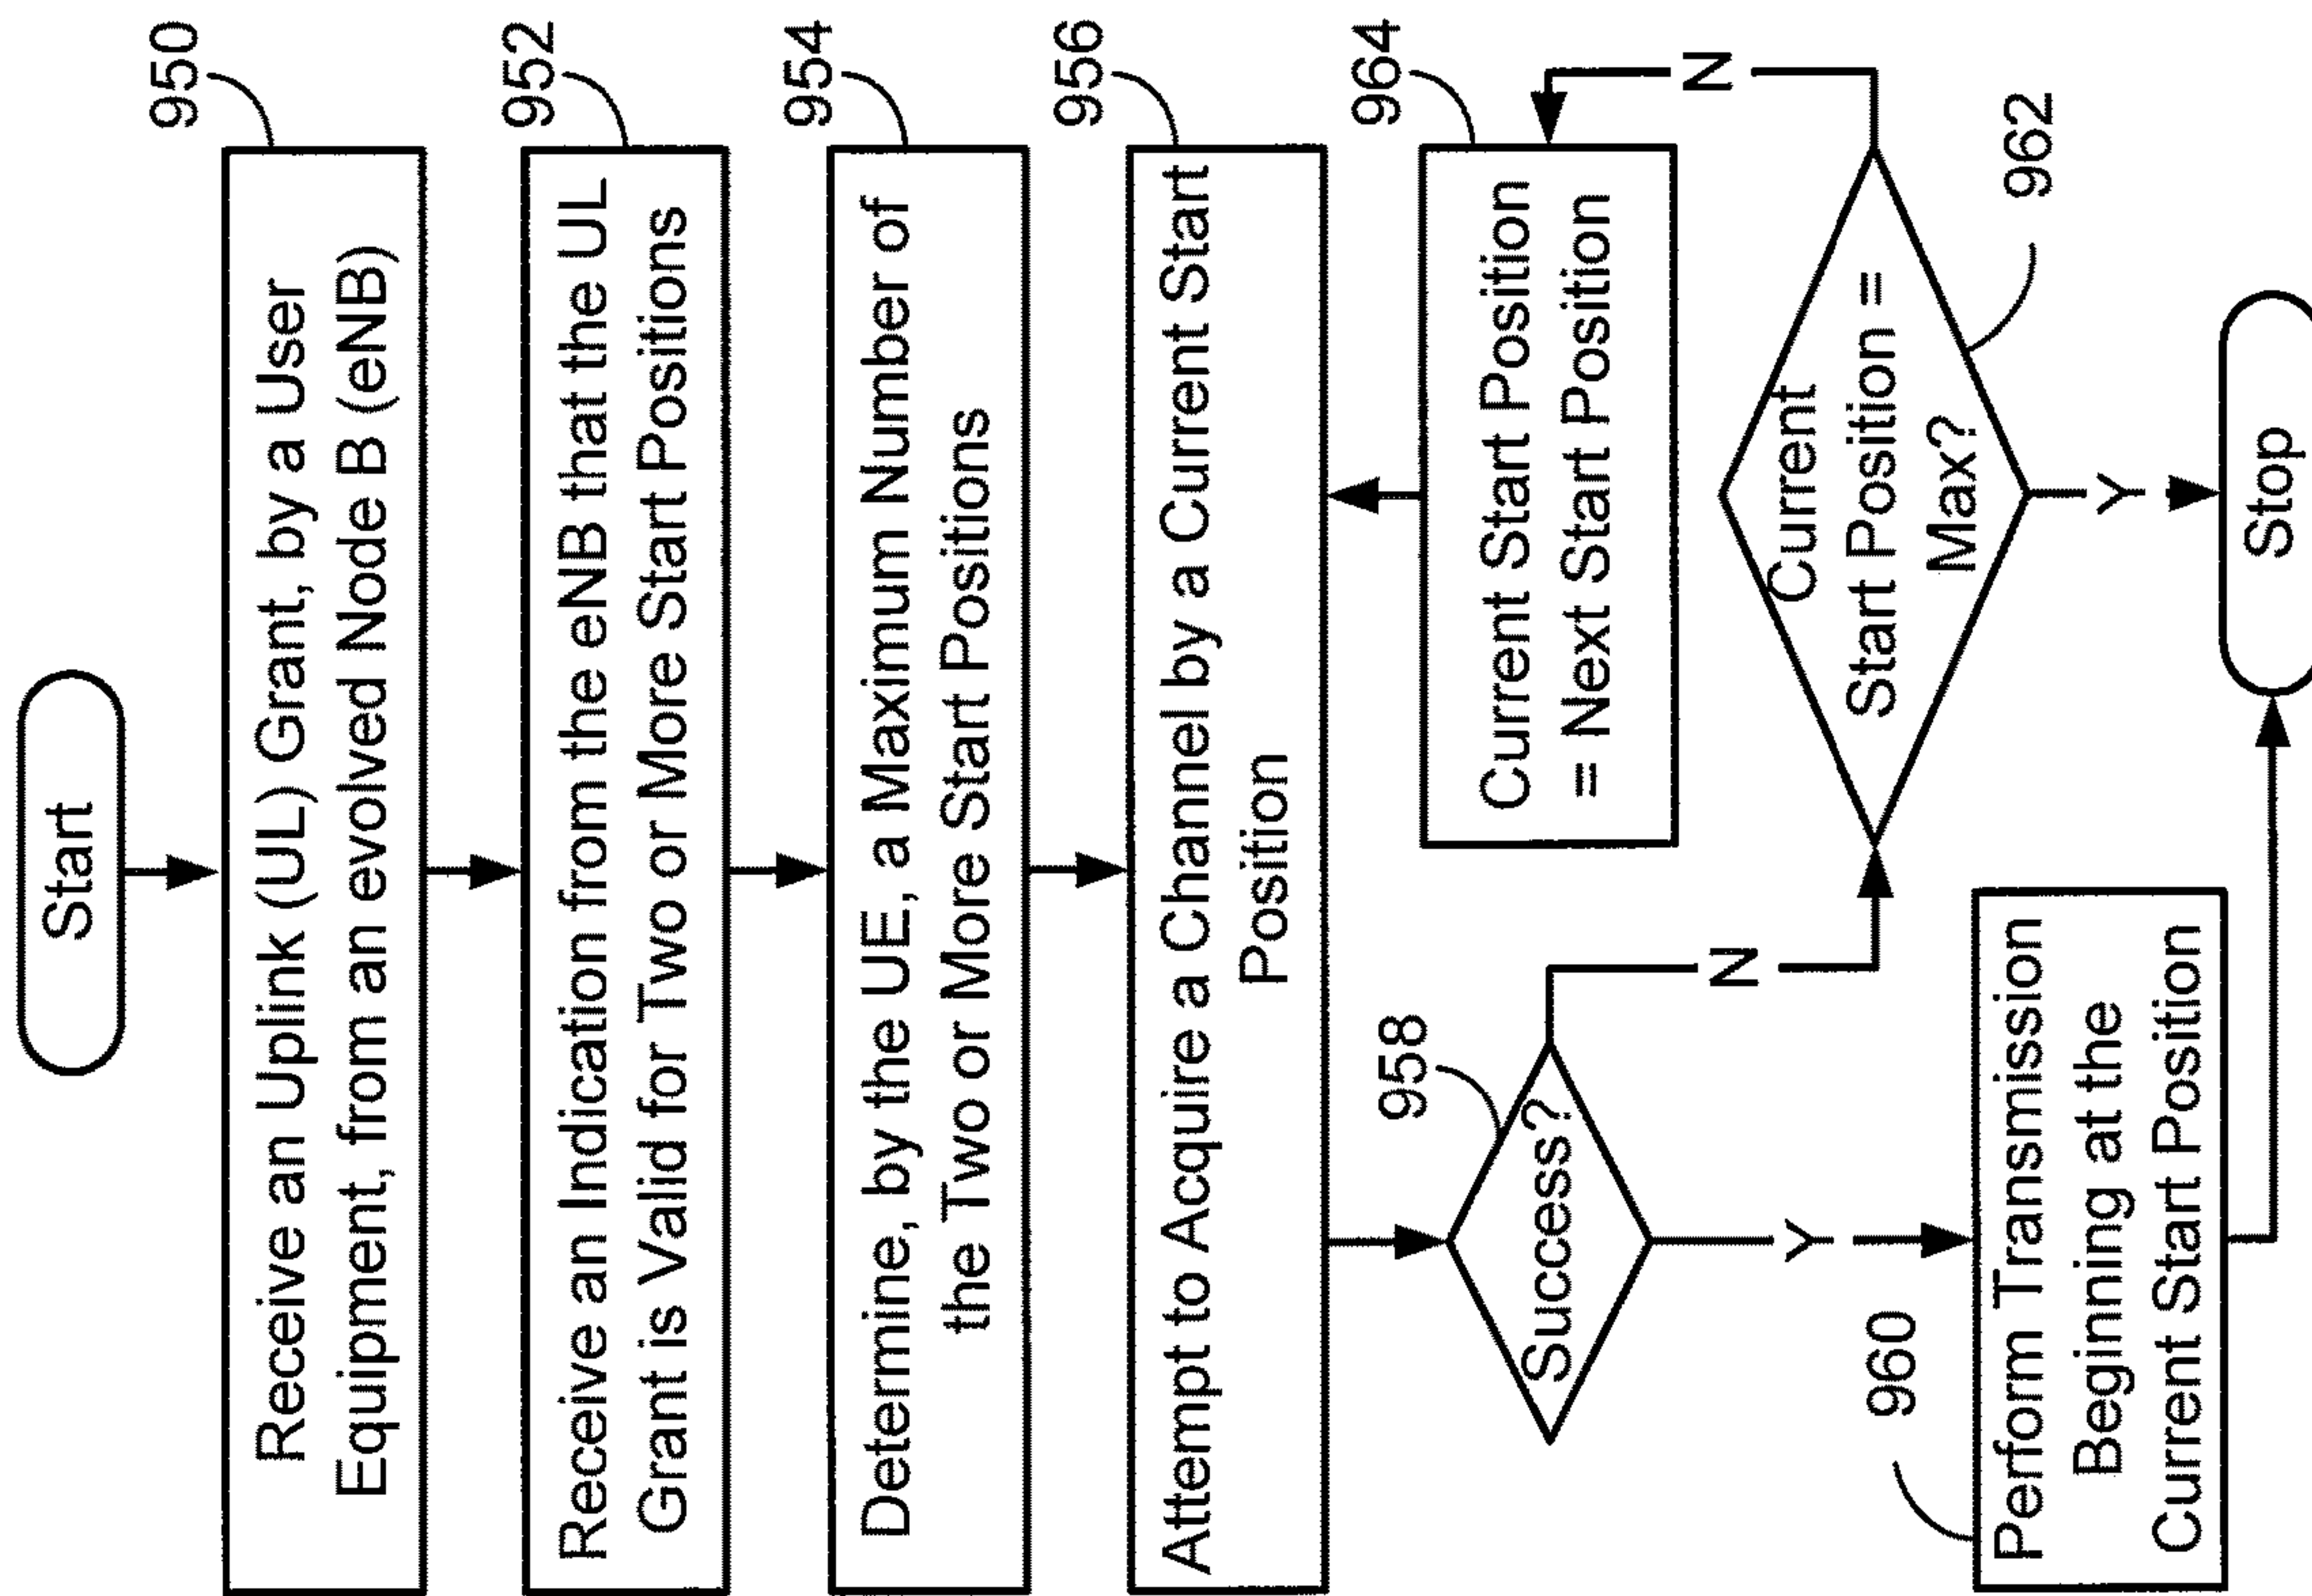 Start
950
Receive an Uplink (UL) Grant, by a User
Equipment, from an evolved Node B (eNB)
952
Receive an Indication from the eNB that the UL
Grant is Valid for Two or More Start Positions
954
Determine, by the UE, a Maximum Number of
the Two or More Start Positions
956
Attempt to Acquire a Channel by a Current Start
Position
958
Success?
N
Y
964
Current Start Position
= Next Start Position
N
960
Perform Transmission
Beginning at the
Current Start Position
Current
Start Position =
Max?
962
Y
Stop